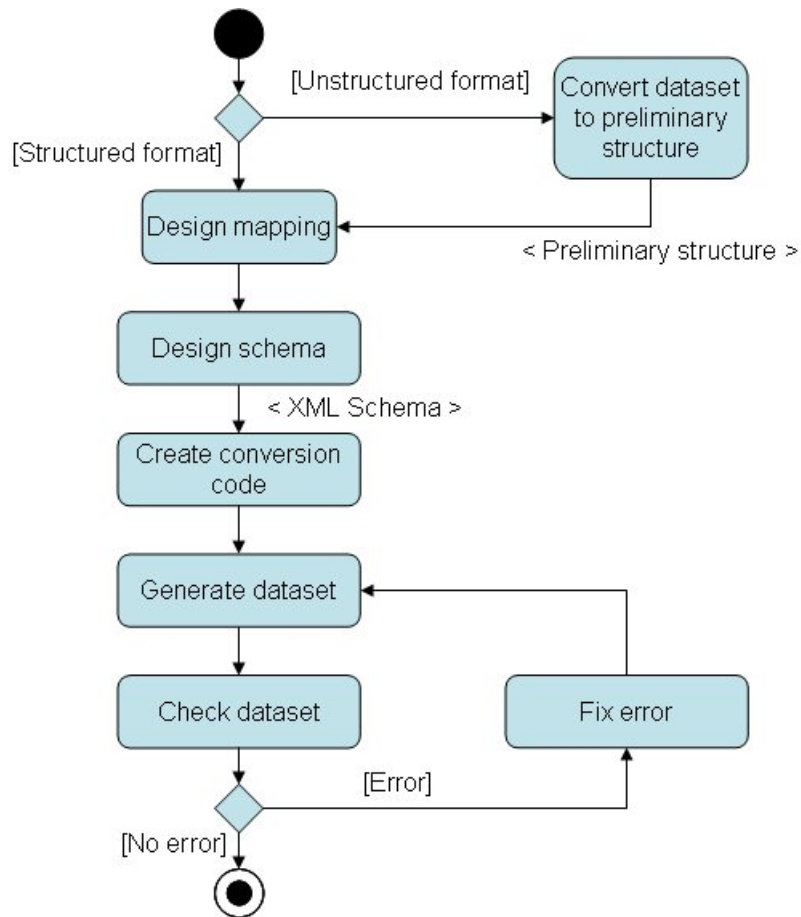 [Unstructured format]
Convert dataset
to preliminary
structure
[Structured format]
Design mapping
< Preliminary structure >
Design schema
< XML Schema >
Create conversion
code
Generate dataset
Check dataset
Fix error
[Error]
[No error]